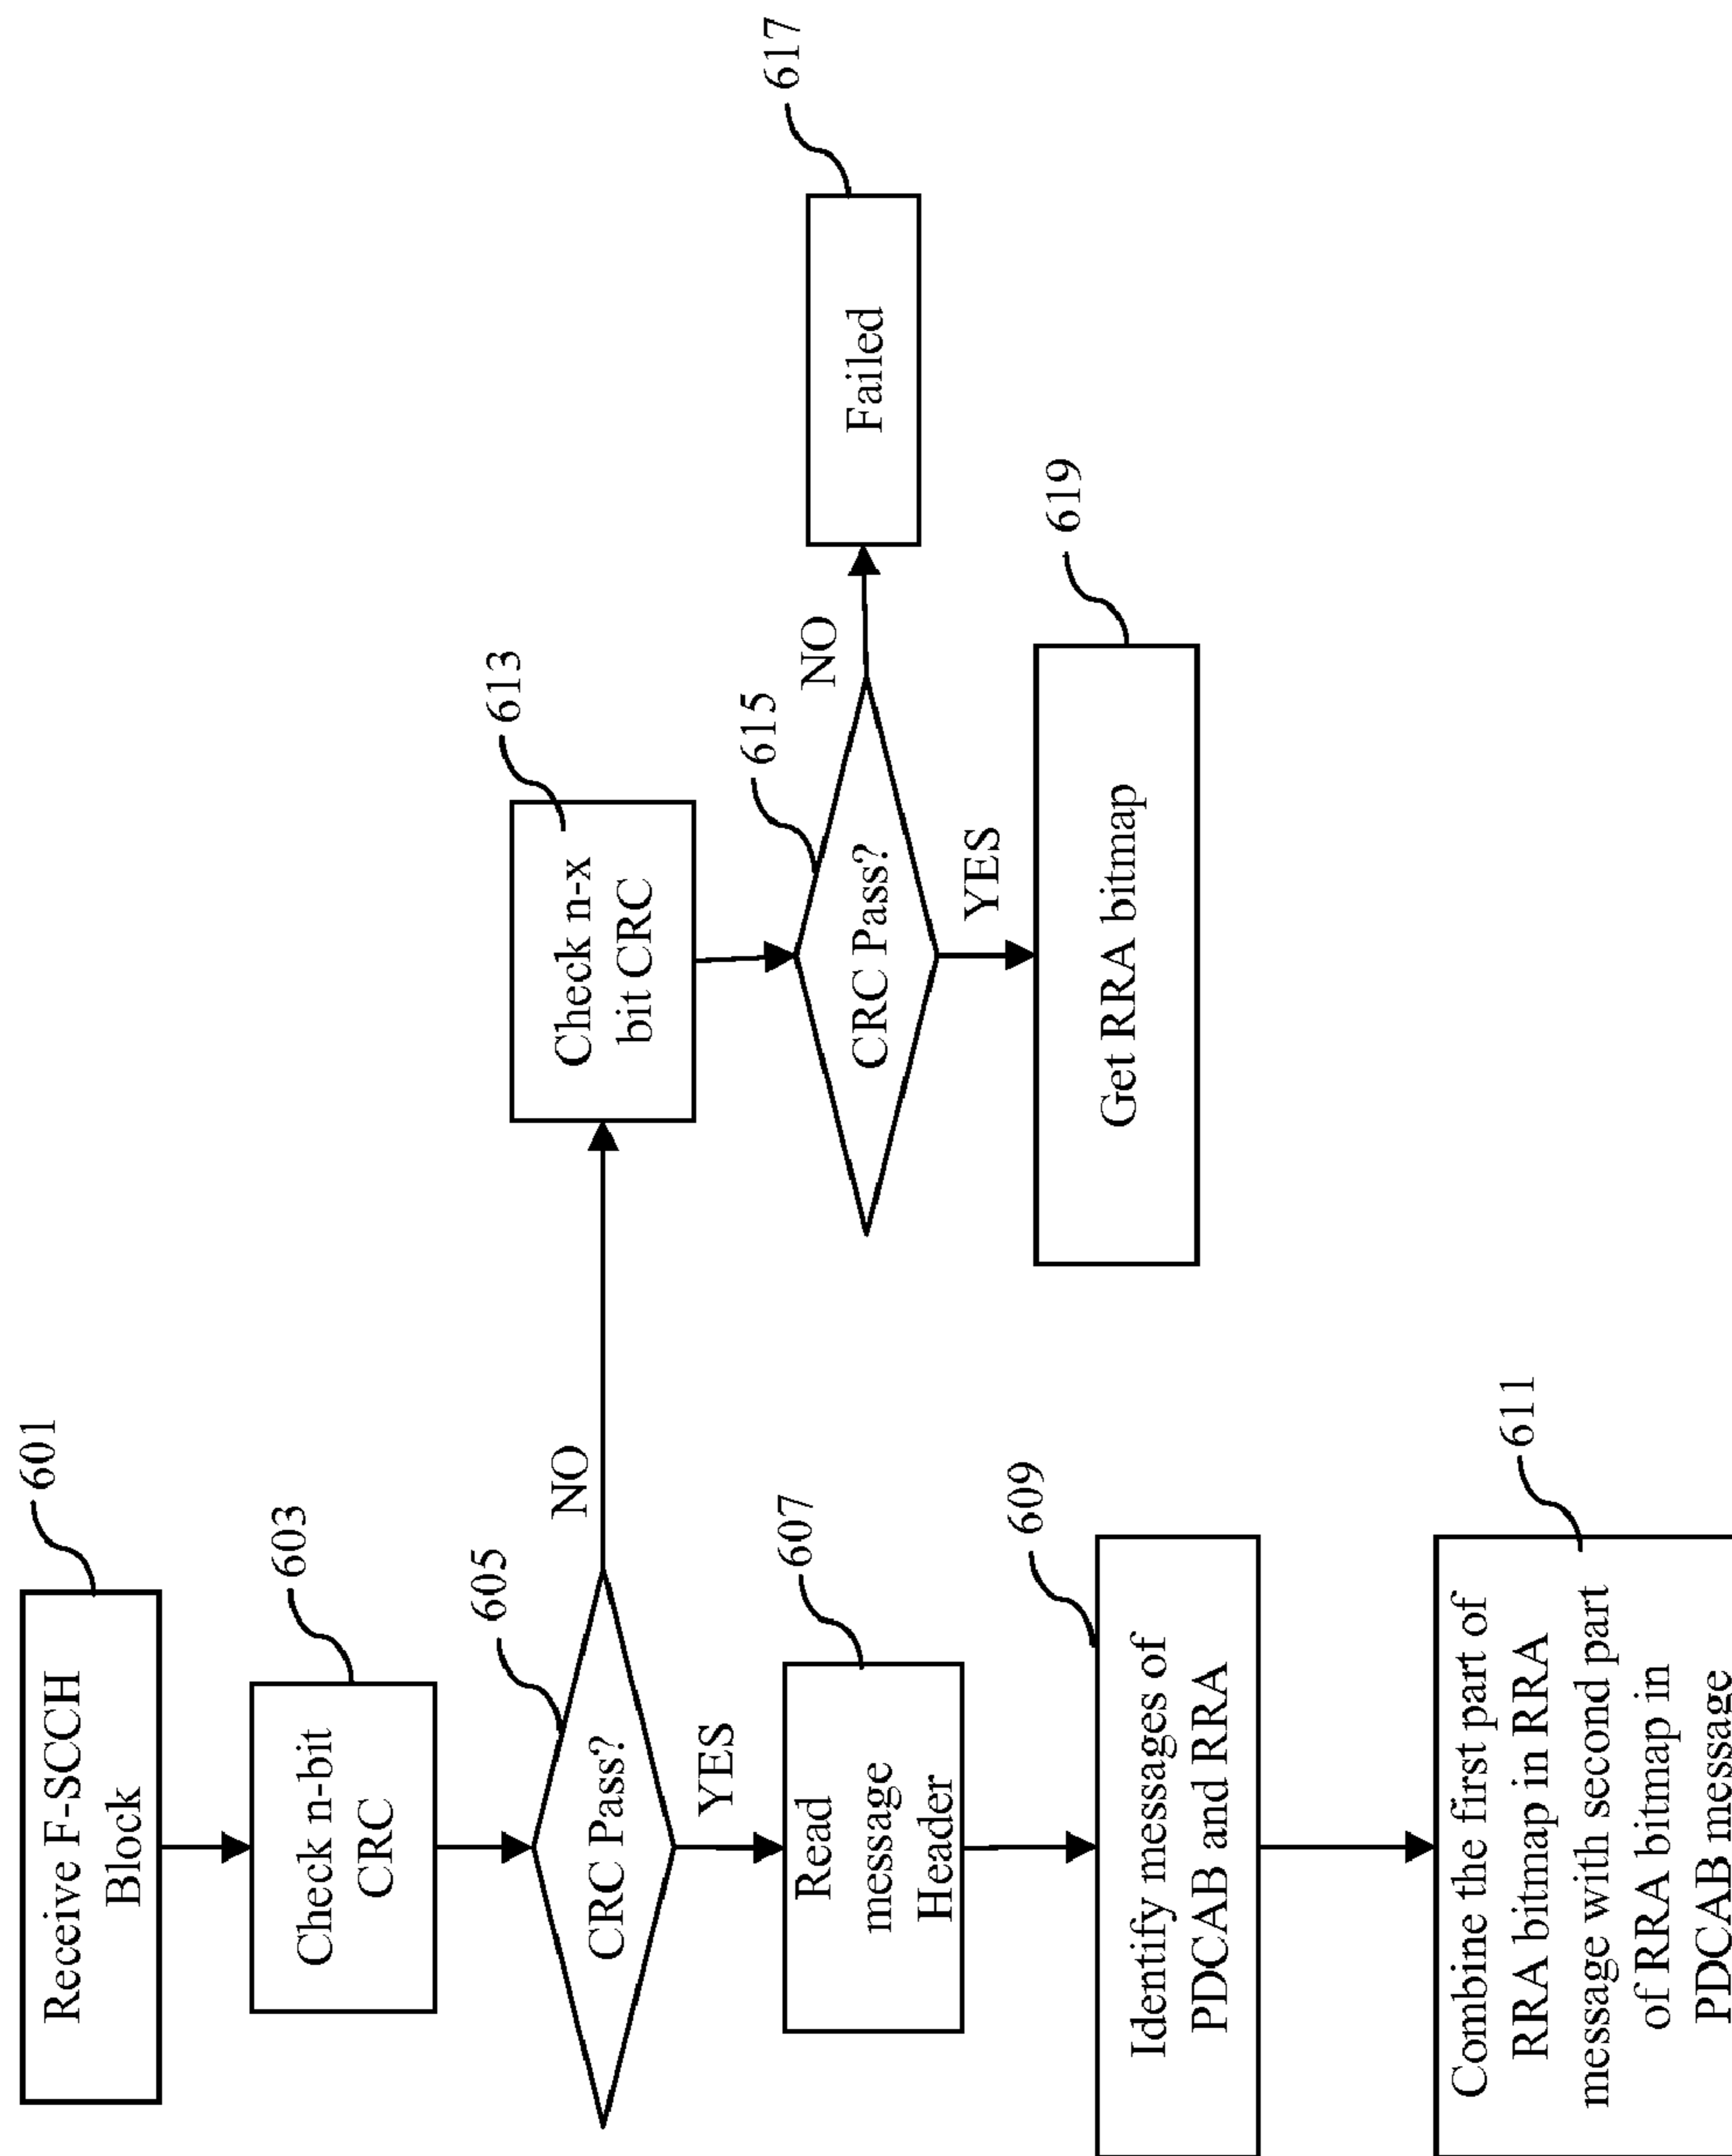 Receive F-SCCH
Block
601
Check n-bit
CRC
603
CRC Pass?
605
NO
YES
Read
message
Header
607
Identify messages of
PDCAB and RRA
609
Combine the first part of
RRA bitmap in RRA
message with second part
of RRA bitmap in
PDCAB message
611
Check n-x
bit CRC
613
CRC Pass?
615
NO
YES
Failed
617
Get RRA bitmap
619